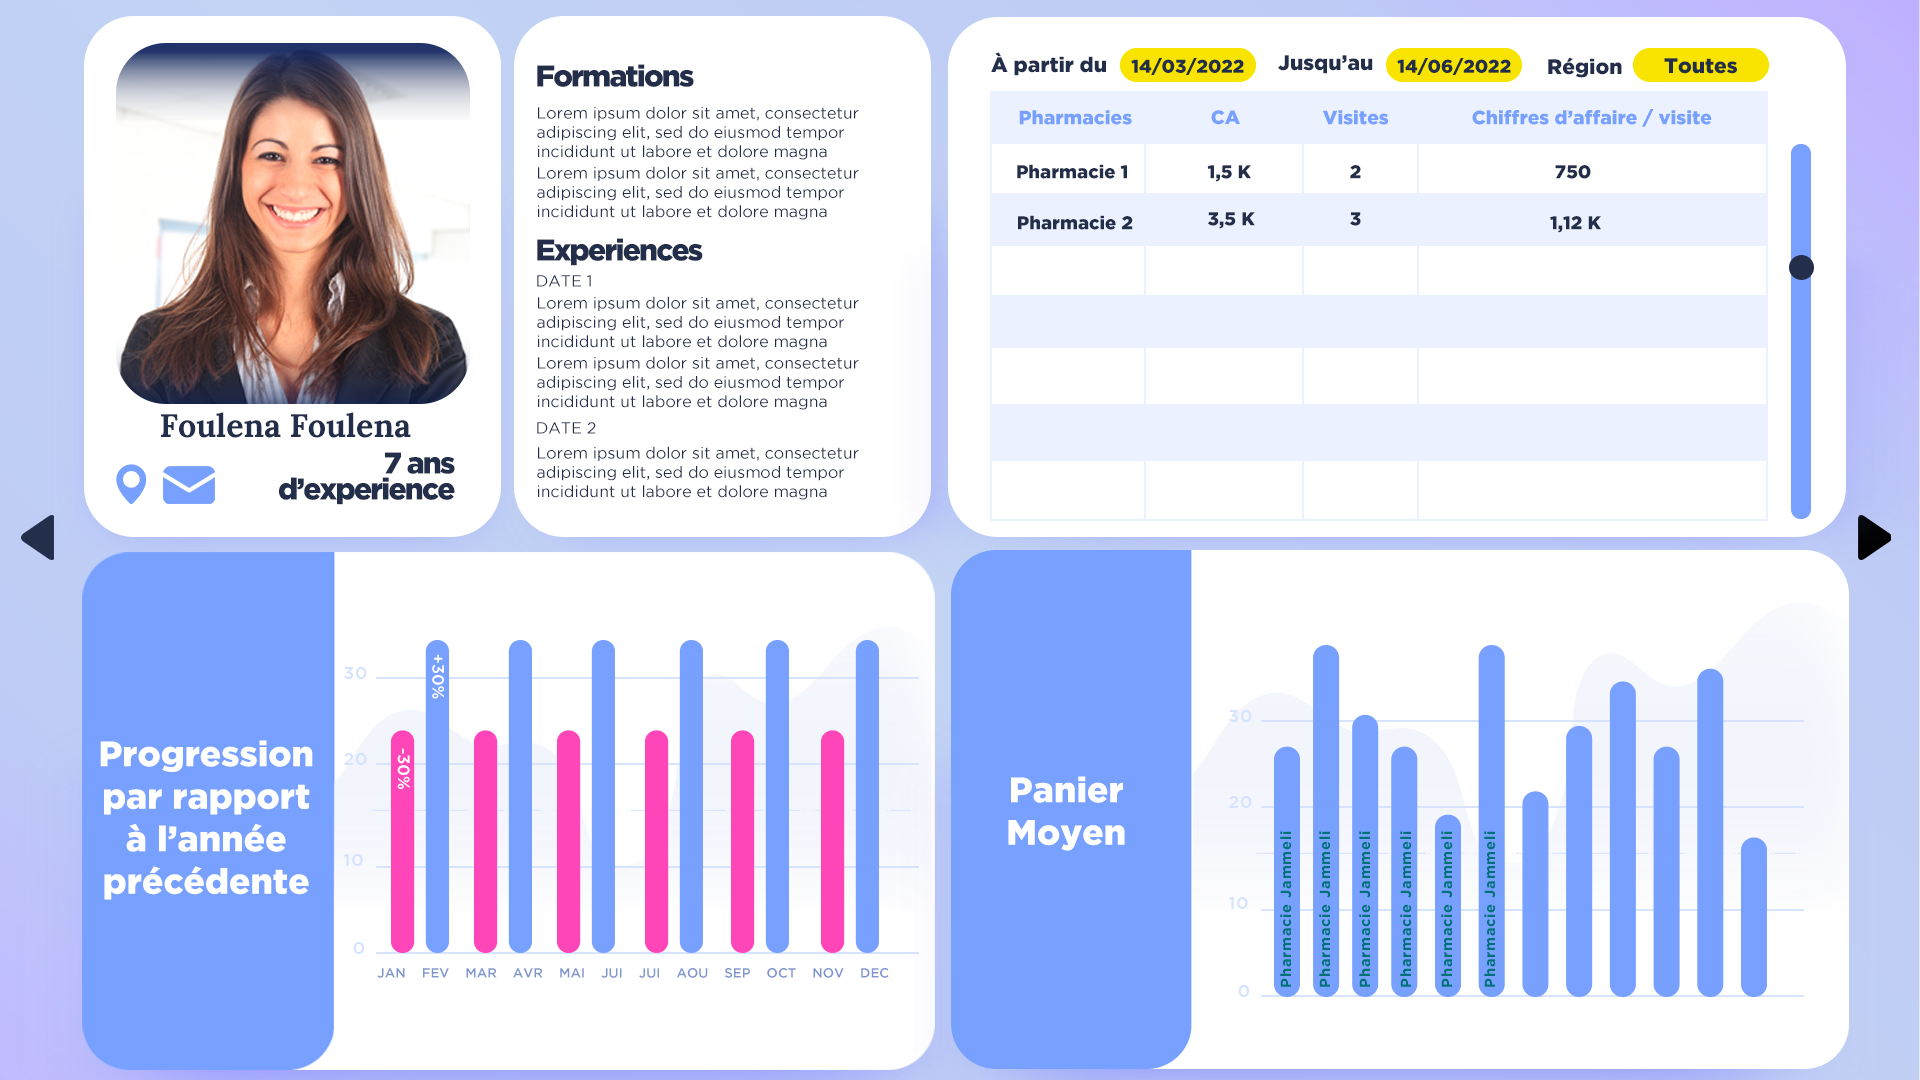 Foulena Foulena
7 ans
d’experience
Formations
Lorem ipsum dolor sit amet, consectetur
adipiscing elit, sed do eiusmod tempor
incididunt ut labore et dolore magna
Lorem ipsum dolor sit amet, consectetur
adipiscing elit, sed do eiusmod tempor
incididunt ut labore et dolore magna
Experiences
DATE 1
Lorem ipsum dolor sit amet, consectetur
adipiscing elit, sed do eiusmod tempor
incididunt ut labore et dolore magna
Lorem ipsum dolor sit amet, consectetur
adipiscing elit, sed do eiusmod tempor
incididunt ut labore et dolore magna
DATE 2
Lorem ipsum dolor sit amet, consectetur
adipiscing elit, sed do eiusmod tempor
incididunt ut labore et dolore magna
À partir du 14/03/2022 Jusqu’au 14/06/2022 Région Toutes
Pharmacies CA Visites Chiffres d’affaire / visite
Pharmacie 1 1,5 K 2 750
Pharmacie 2 3,5 K 3 1,12 K
Progression
par rapport
à l’année
précédente
30
20
10
0
-30%
+30%
JAN FEV MAR AVR MAI JUI JUI AOU SEP OCT NOV DEC
Panier
Moyen
30
20
10
0
Pharmacie Jammeli
Pharmacie Jammeli
Pharmacie Jammeli
Pharmacie Jammeli
Pharmacie Jammeli
Pharmacie Jammeli